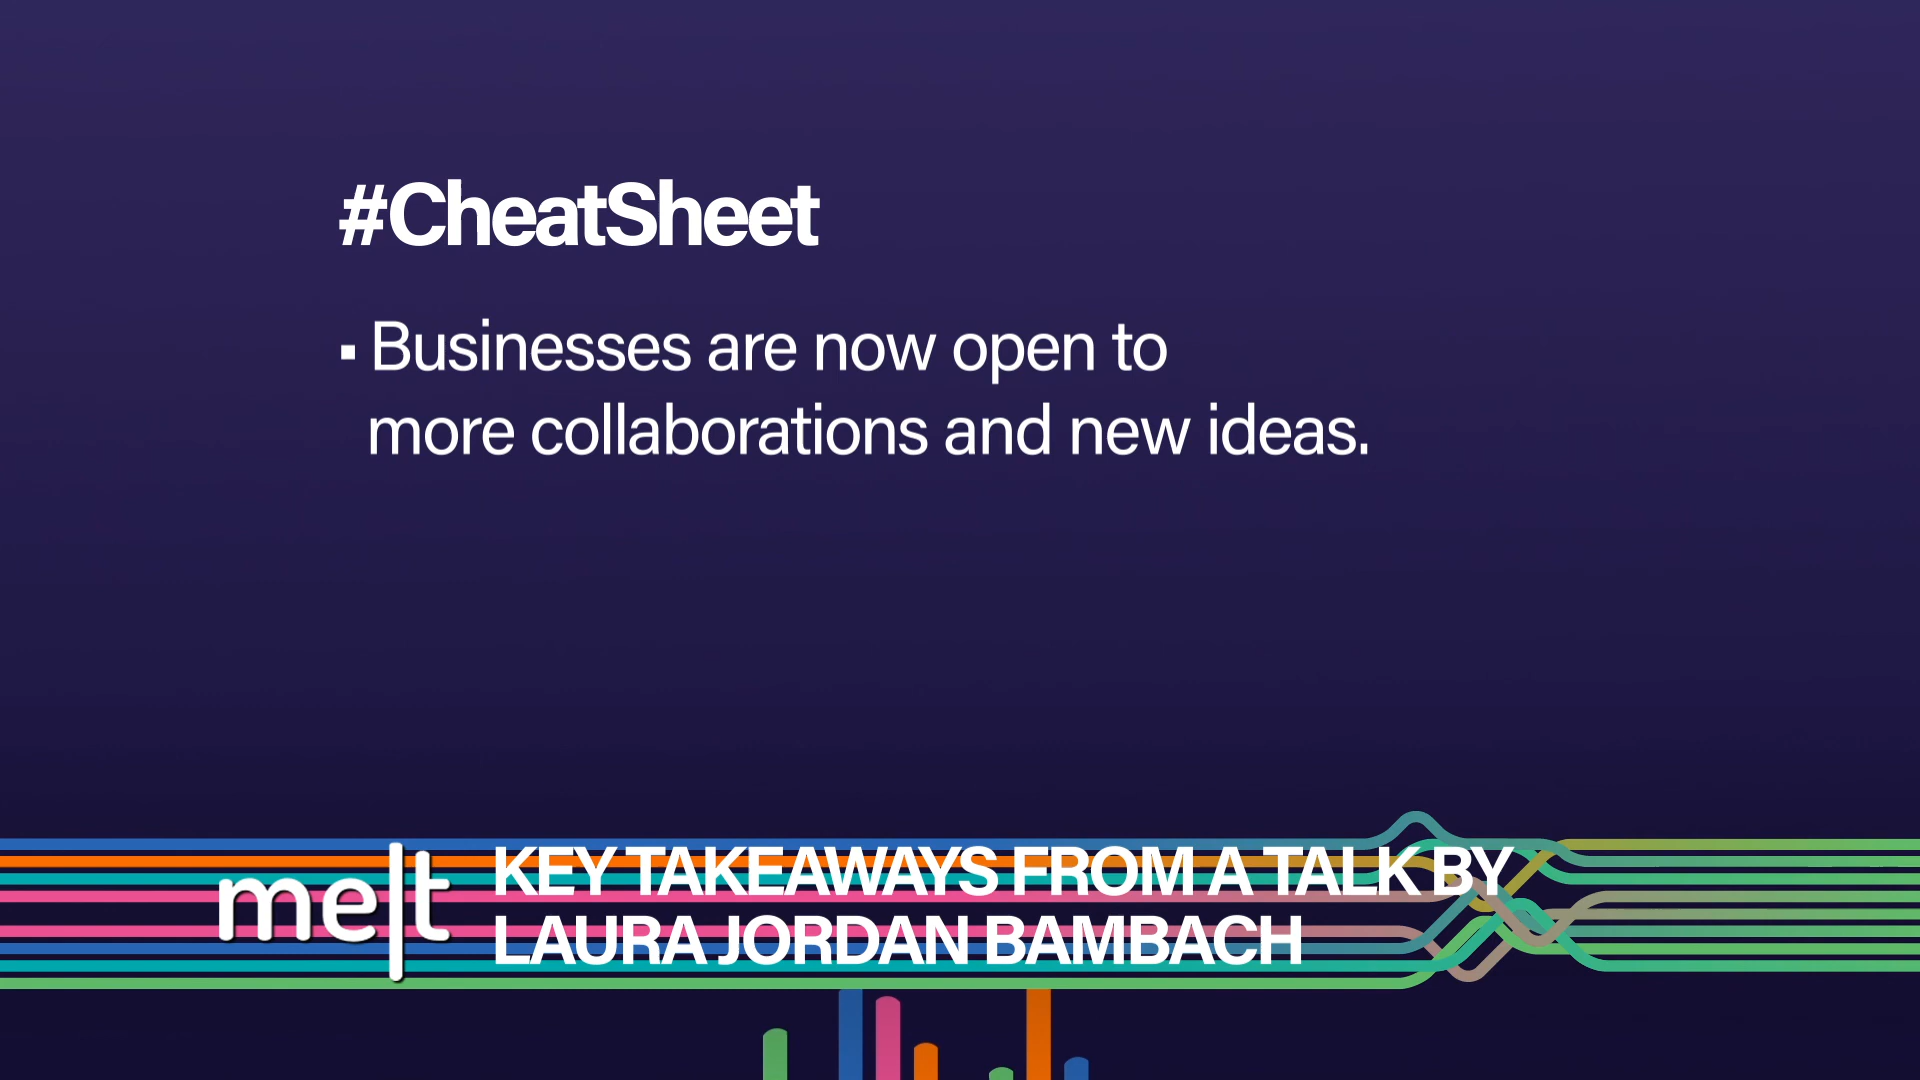 #CheatSheet
▪ Businesses are now open to
more collaborations and new ideas.
melt
KEY TAKEAWAYS FROM A TALK BY
LAURA JORDAN BAMBACH